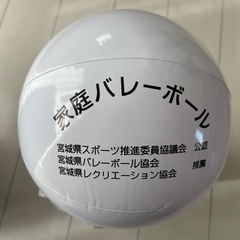 家庭バレーボール
宮城県スポーツ推進委員協議会 公認
宮城県バレーボール協会 推薦
宮城県レクリエーション協会